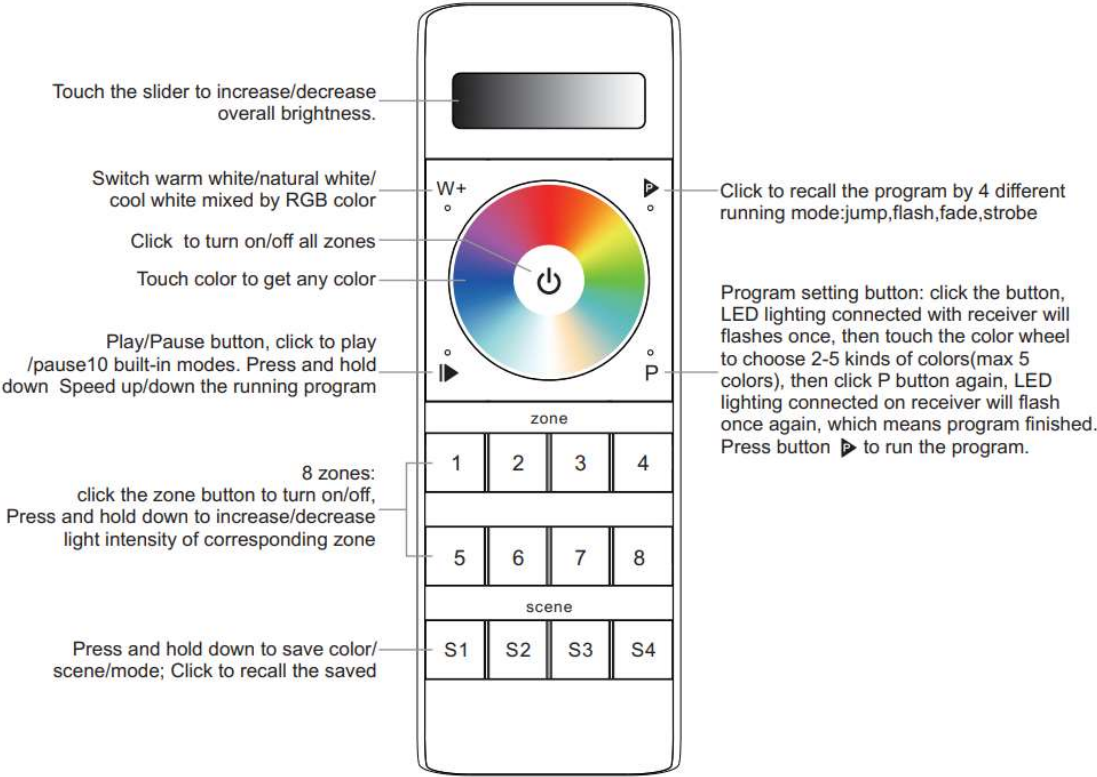 Touch the slider to increase/decrease
overall brightness.
Switch warm white/natural white/
cool white mixed by RGB color
Click to turn on/off all zones
Touch color to get any color
Play/Pause button, click to play
/pause10 built-in modes. Press and hold
down Speed up/down the running program
8 zones:
click the zone button to turn on/off,
Press and hold down to increase/decrease
light intensity of corresponding zone
Press and hold down to save color/
scene/mode; Click to recall the saved
W+
P
P
zone
1 2 3 4
5 6 7 8
scene
S1 S2 S3 S4
Click to recall the program by 4 different
running mode:jump,flash,fade,strobe
Program setting button: click the button,
LED lighting connected with receiver will
flashes once, then touch the color wheel
to choose 2-5 kinds of colors(max 5
colors), then click P button again, LED
lighting connected on receiver will flash
once again, which means program finished.
Press button P to run the program.